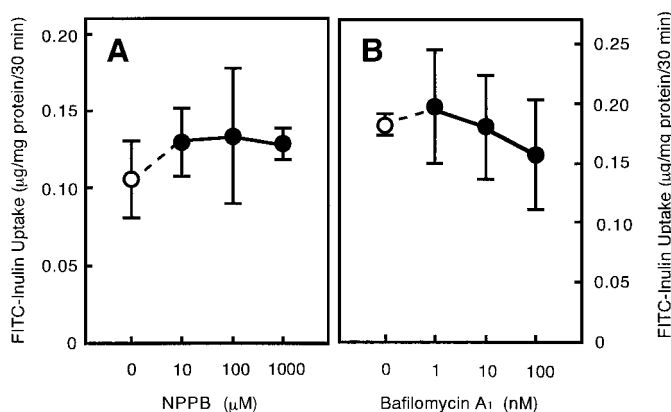 A
FITC-Inulin Uptake (μg/mg protein/30 min)
0.20
0.15
0.10
0.05
0
0 10 100 1000
NPPB (μM)
B
FITC-Inulin Uptake (μg/mg protein/30 min)
0.25
0.20
0.15
0.10
0.05
0
0 1 10 100
Bafilomycin A₁ (nM)